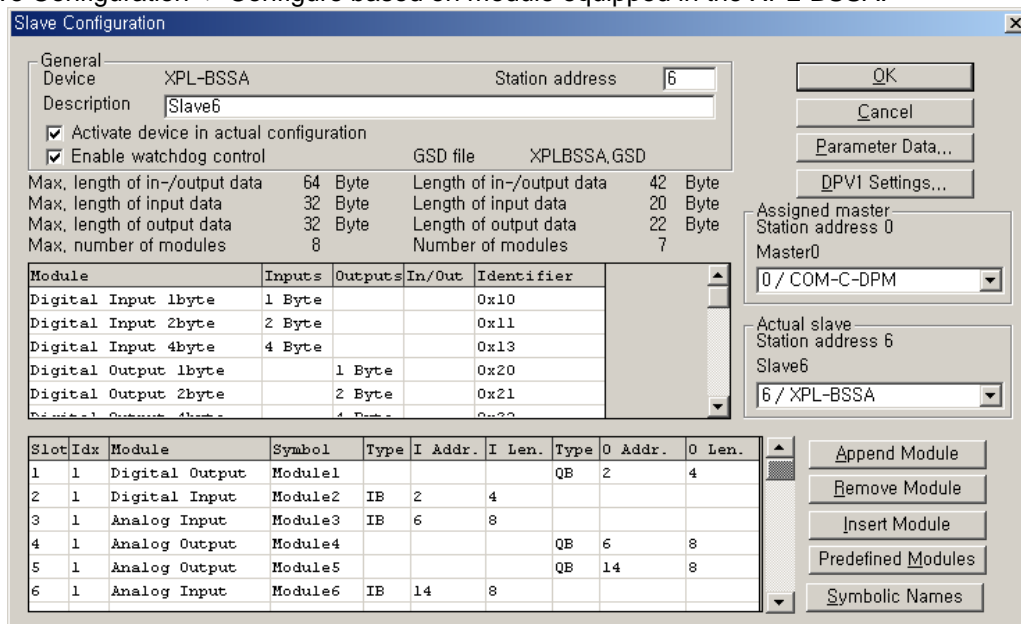 Slave Configuration
General
Device XPL-BSSA Station address 6
Description Slave6
Activate device in actual configuration
Enable watchdog control GSD file XPLBSSA.GSD
Max. length of in-/output data 64 Byte Length of in-/output data 42 Byte
Max. length of input data 32 Byte Length of input data 20 Byte
Max. length of output data 32 Byte Length of output data 22 Byte
Max. number of modules 8 Number of modules 7
OK
Cancel
Parameter Data...
DPV1 Settings...
Assigned master
Station address 0
Master0
0 / COM-C-DPM
Actual slave
Station address 6
Slave6
6 / XPL-BSSA
Module Inputs Outputs In/Out Identifier
Digital Input 1byte 1 Byte 0x10
Digital Input 2byte 2 Byte 0x11
Digital Input 4byte 4 Byte 0x13
Digital Output 1byte 1 Byte 0x20
Digital Output 2byte 2 Byte 0x21
Slot Idx Module Symbol Type I Addr. I Len. Type O Addr. O Len.
1 1 Digital Output Module1 QB 2 4
2 1 Digital Input Module2 IB 2 4
3 1 Analog Input Module3 IB 6 8
4 1 Analog Output Module4 QB 6 8
5 1 Analog Output Module5 QB 14 8
6 1 Analog Input Module6 IB 14 8
Append Module
Remove Module
Insert Module
Predefined Modules
Symbolic Names